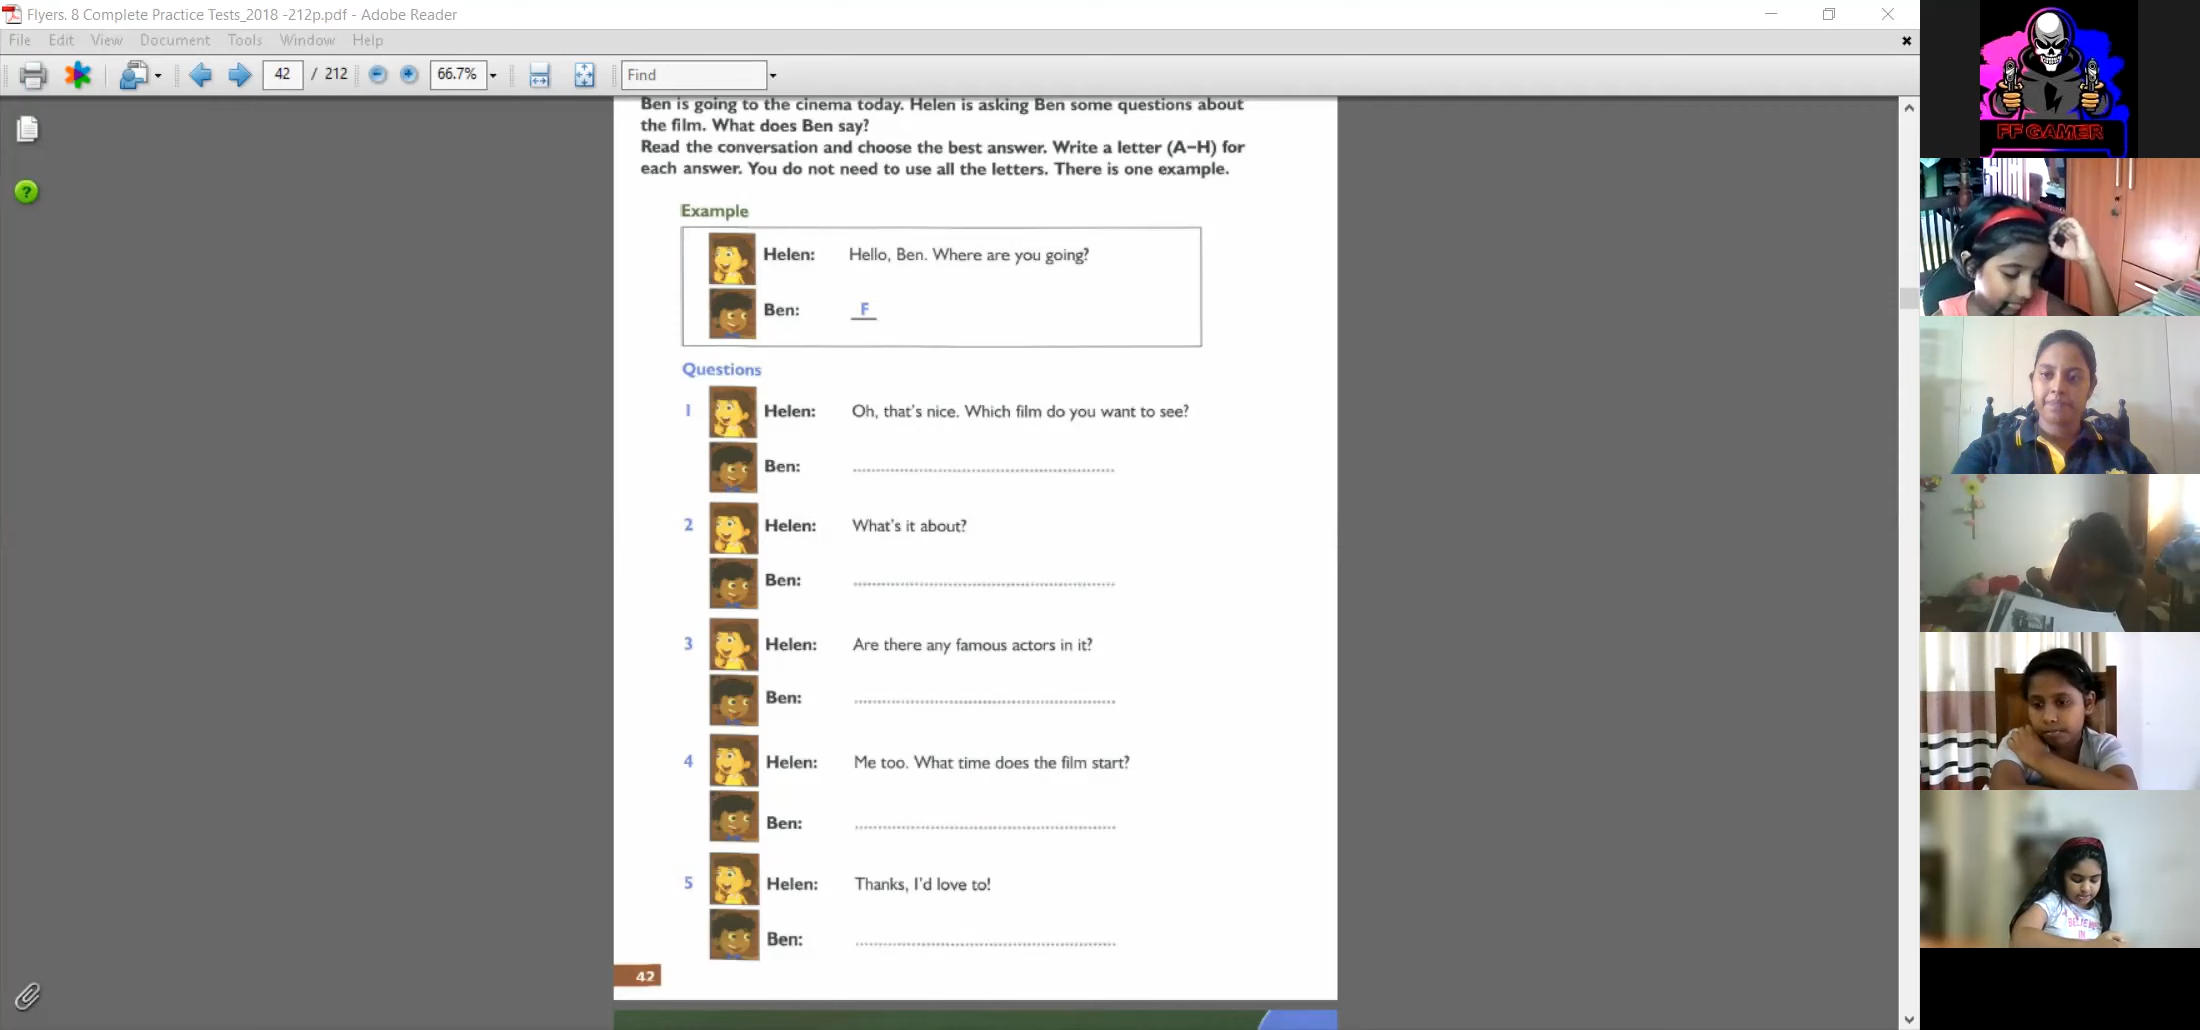 Flyers. 8 Complete Practice Tests_2018 -212p.pdf - Adobe Reader
File Edit View Document Tools Window Help
42 / 212 66.7% Find
Ben is going to the cinema today. Helen is asking Ben some questions about
the film. What does Ben say?
Read the conversation and choose the best answer. Write a letter (A–H) for
each answer. You do not need to use all the letters. There is one example.
Example
Helen: Hello, Ben. Where are you going?
Ben: F
Questions
1 Helen: Oh, that's nice. Which film do you want to see?
Ben:
2 Helen: What's it about?
Ben:
3 Helen: Are there any famous actors in it?
Ben:
4 Helen: Me too. What time does the film start?
Ben:
5 Helen: Thanks, I'd love to!
Ben:
42
FF GAMER